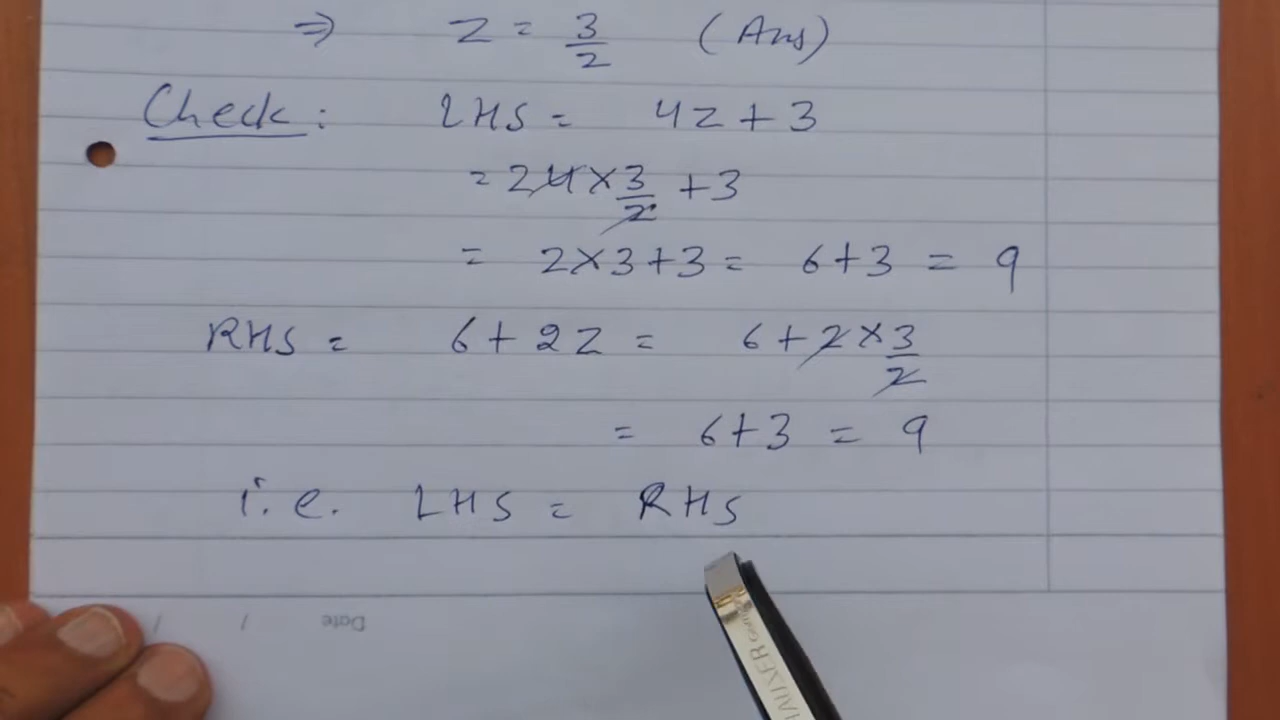 ⇒ z = 3/2 (Ans)
Check: LHS = 4z + 3
= 2 4 × 3/2 + 3
= 2×3+3 = 6+3 = 9
RHS = 6 + 2z = 6 + 2 × 3/2
= 6+3 = 9
i.e. LHS = RHS
/ / Date